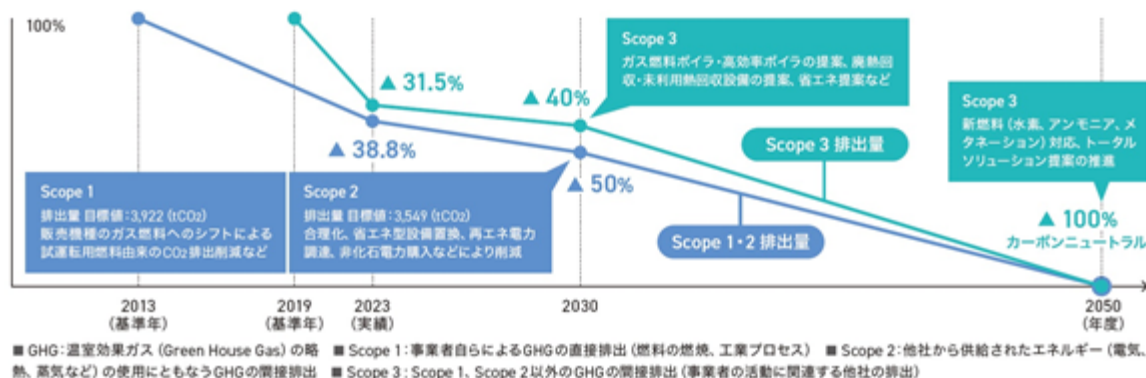 100%
▲ 31.5%
▲ 38.8%
▲ 40%
▲ 50%
Scope 3
ガス燃料ボイラ・高効率ボイラの提案、廃熱回
収・未利用熱回収設備の提案、省エネ提案など
Scope 3
新燃料（水素、アンモニア、メ
タネーション）対応、トータル
ソリューション提案の推進
Scope 3 排出量
Scope 1・2 排出量
▲ 100%
カーボンニュートラル
Scope 1
排出量 目標値：3,922（tCO2）
販売機種のガス燃料へのシフトによる
試運転用燃料由来のCO2排出削減など
Scope 2
排出量 目標値：3,549（tCO2）
合理化、省エネ型設備置換、再エネ電力
調達、非化石電力購入などにより削減
2013
（基準年）
2019
（基準年）
2023
（実績）
2030
2050
（年度）
■ GHG：温室効果ガス（Green House Gas）の略 ■ Scope 1：事業者自らによるGHGの直接排出（燃料の燃焼、工業プロセス） ■ Scope 2：他社から供給されたエネルギー（電気、
熱、蒸気など）の使用にともなうGHGの間接排出 ■ Scope 3：Scope 1、Scope 2以外のGHGの間接排出（事業者の活動に関連する他社の排出）